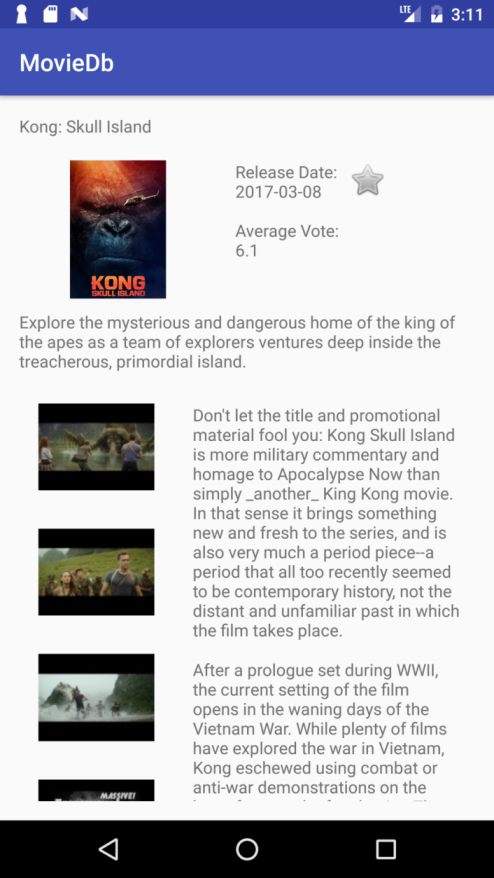 LTE 3:11
MovieDb
Kong: Skull Island
KONG
SKULL ISLAND
Release Date:
2017-03-08
Average Vote:
6.1
Explore the mysterious and dangerous home of the king of
the apes as a team of explorers ventures deep inside the
treacherous, primordial island.
Don't let the title and promotional
material fool you: Kong Skull Island
is more military commentary and
homage to Apocalypse Now than
simply _another_ King Kong movie.
In that sense it brings something
new and fresh to the series, and is
also very much a period piece--a
period that all too recently seemed
to be contemporary history, not the
distant and unfamiliar past in which
the film takes place.
After a prologue set during WWII,
the current setting of the film
opens in the waning days of the
Vietnam War. While plenty of films
have explored the war in Vietnam,
Kong eschewed using combat or
anti-war demonstrations on the
MASSIVE!